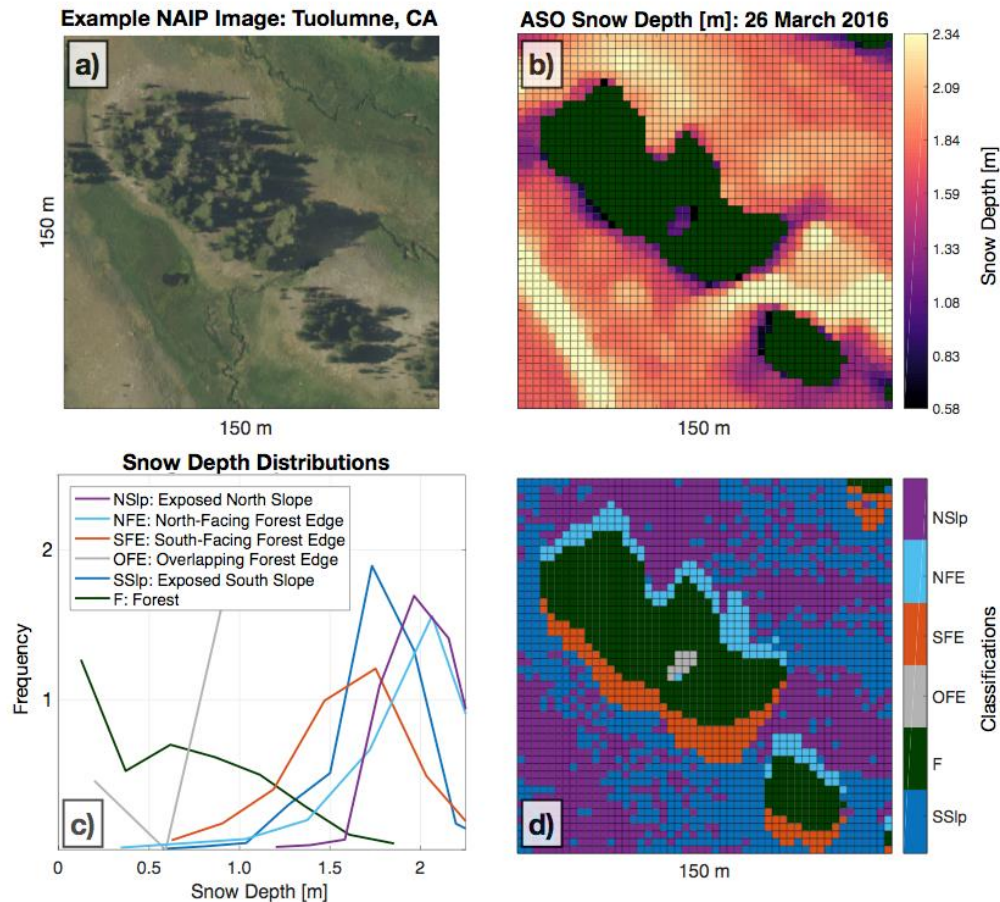 Example NAIP Image: Tuolumne, CA
a)
150 m
150 m
ASO Snow Depth [m]: 26 March 2016
b)
150 m
2.34
2.09
1.84
1.59
1.33
1.08
0.83
0.58
Snow Depth [m]
Snow Depth Distributions
NSlp: Exposed North Slope
NFE: North-Facing Forest Edge
SFE: South-Facing Forest Edge
OFE: Overlapping Forest Edge
SSlp: Exposed South Slope
F: Forest
Frequency
2
1
c)
0 0.5 1.0 1.5 2
Snow Depth [m]
d)
150 m
NSlp
NFE
SFE
OFE
F
SSlp
Classifications